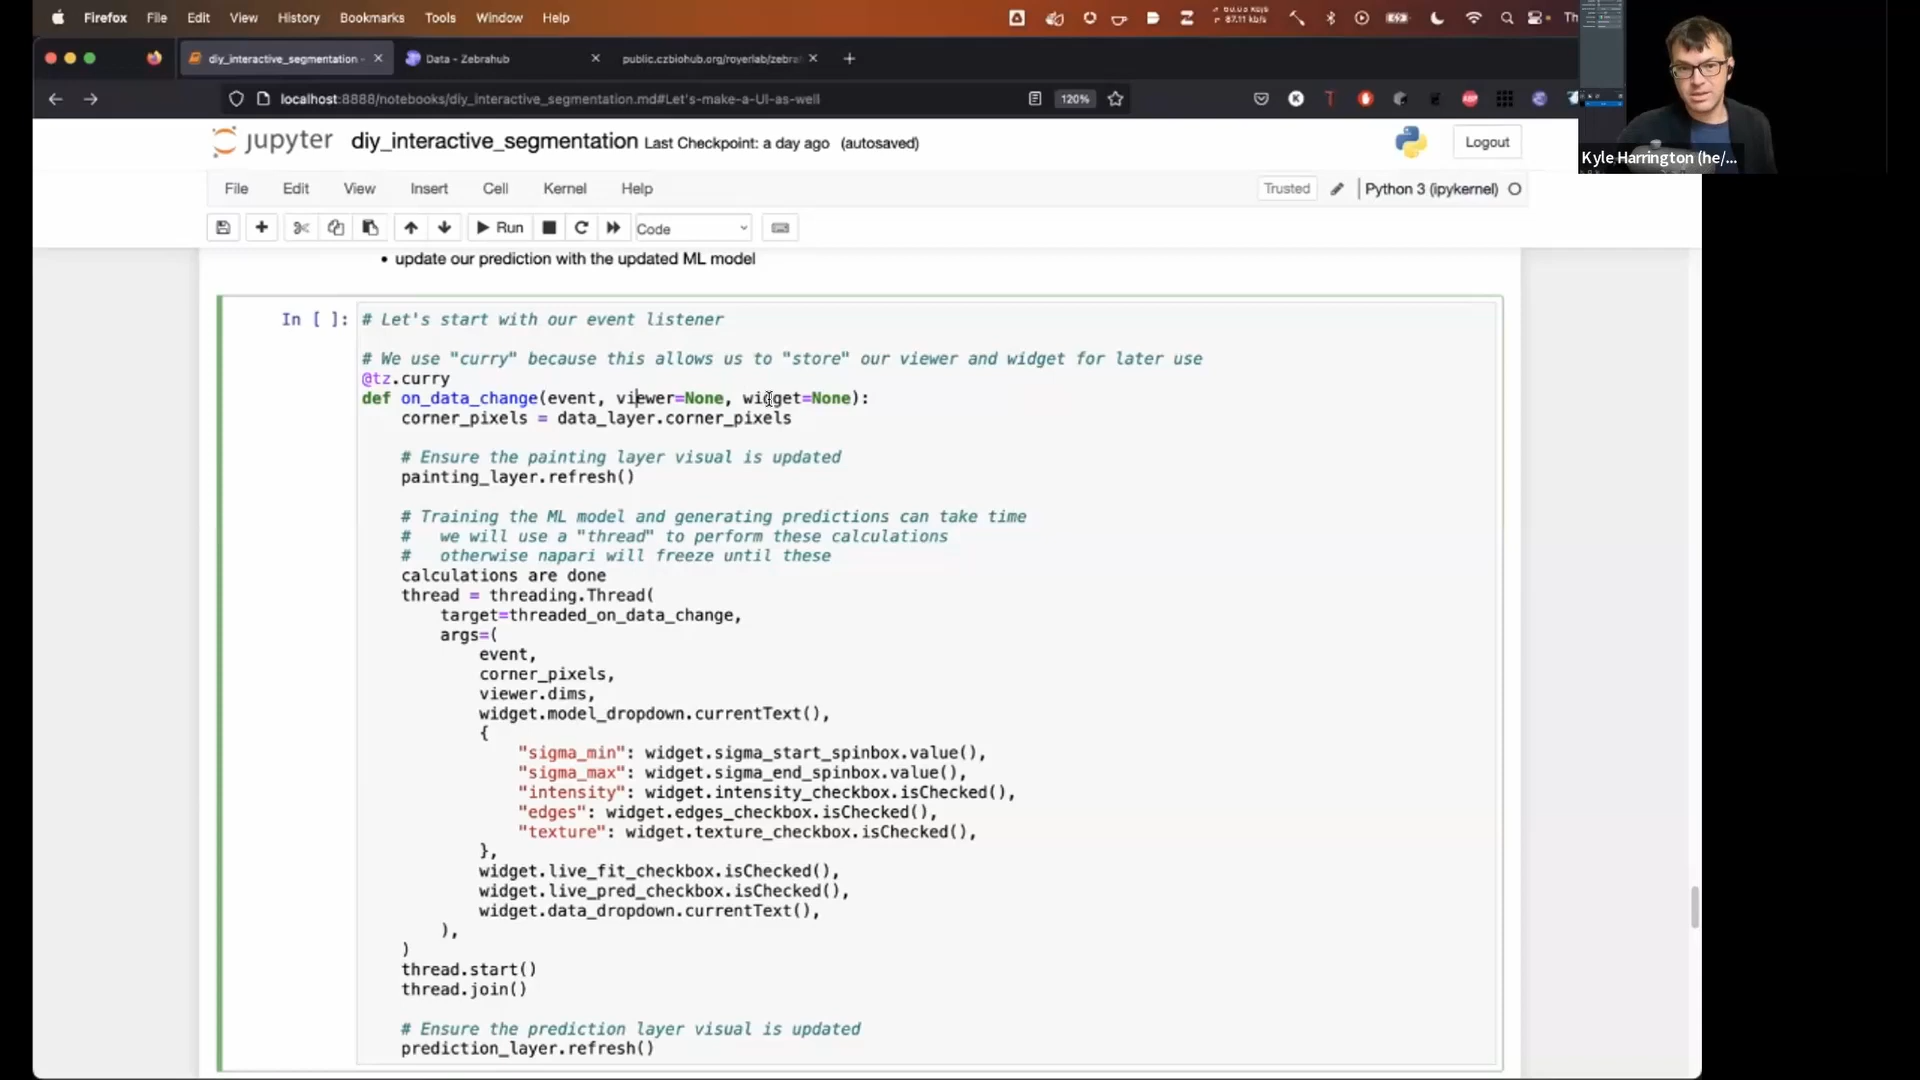 Firefox File Edit View History Bookmarks Tools Window Help
87.11 kb/s
Th
diy_interactive_segmentation -
Data - Zebrahub
public.czbiohub.org/royerlab/zebra
localhost:8888/notebooks/diy_interactive_segmentation.md#Let's-make-a-UI-as-well
120%
Kyle Harrington (he/...
jupyter diy_interactive_segmentation Last Checkpoint: a day ago (autosaved)
Logout
File Edit View Insert Cell Kernel Help
Trusted
Python 3 (ipykernel)
Run
Code
• update our prediction with the updated ML model
In [ ]: # Let's start with our event listener
# We use "curry" because this allows us to "store" our viewer and widget for later use
@tz.curry
def on_data_change(event, viewer=None, widget=None):
corner_pixels = data_layer.corner_pixels
# Ensure the painting layer visual is updated
painting_layer.refresh()
# Training the ML model and generating predictions can take time
# we will use a "thread" to perform these calculations
# otherwise napari will freeze until these
calculations are done
thread = threading.Thread(
target=threaded_on_data_change,
args=(
event,
corner_pixels,
viewer.dims,
widget.model_dropdown.currentText(),
{
"sigma_min": widget.sigma_start_spinbox.value(),
"sigma_max": widget.sigma_end_spinbox.value(),
"intensity": widget.intensity_checkbox.isChecked(),
"edges": widget.edges_checkbox.isChecked(),
"texture": widget.texture_checkbox.isChecked(),
},
widget.live_fit_checkbox.isChecked(),
widget.live_pred_checkbox.isChecked(),
widget.data_dropdown.currentText(),
),
)
thread.start()
thread.join()
# Ensure the prediction layer visual is updated
prediction_layer.refresh()